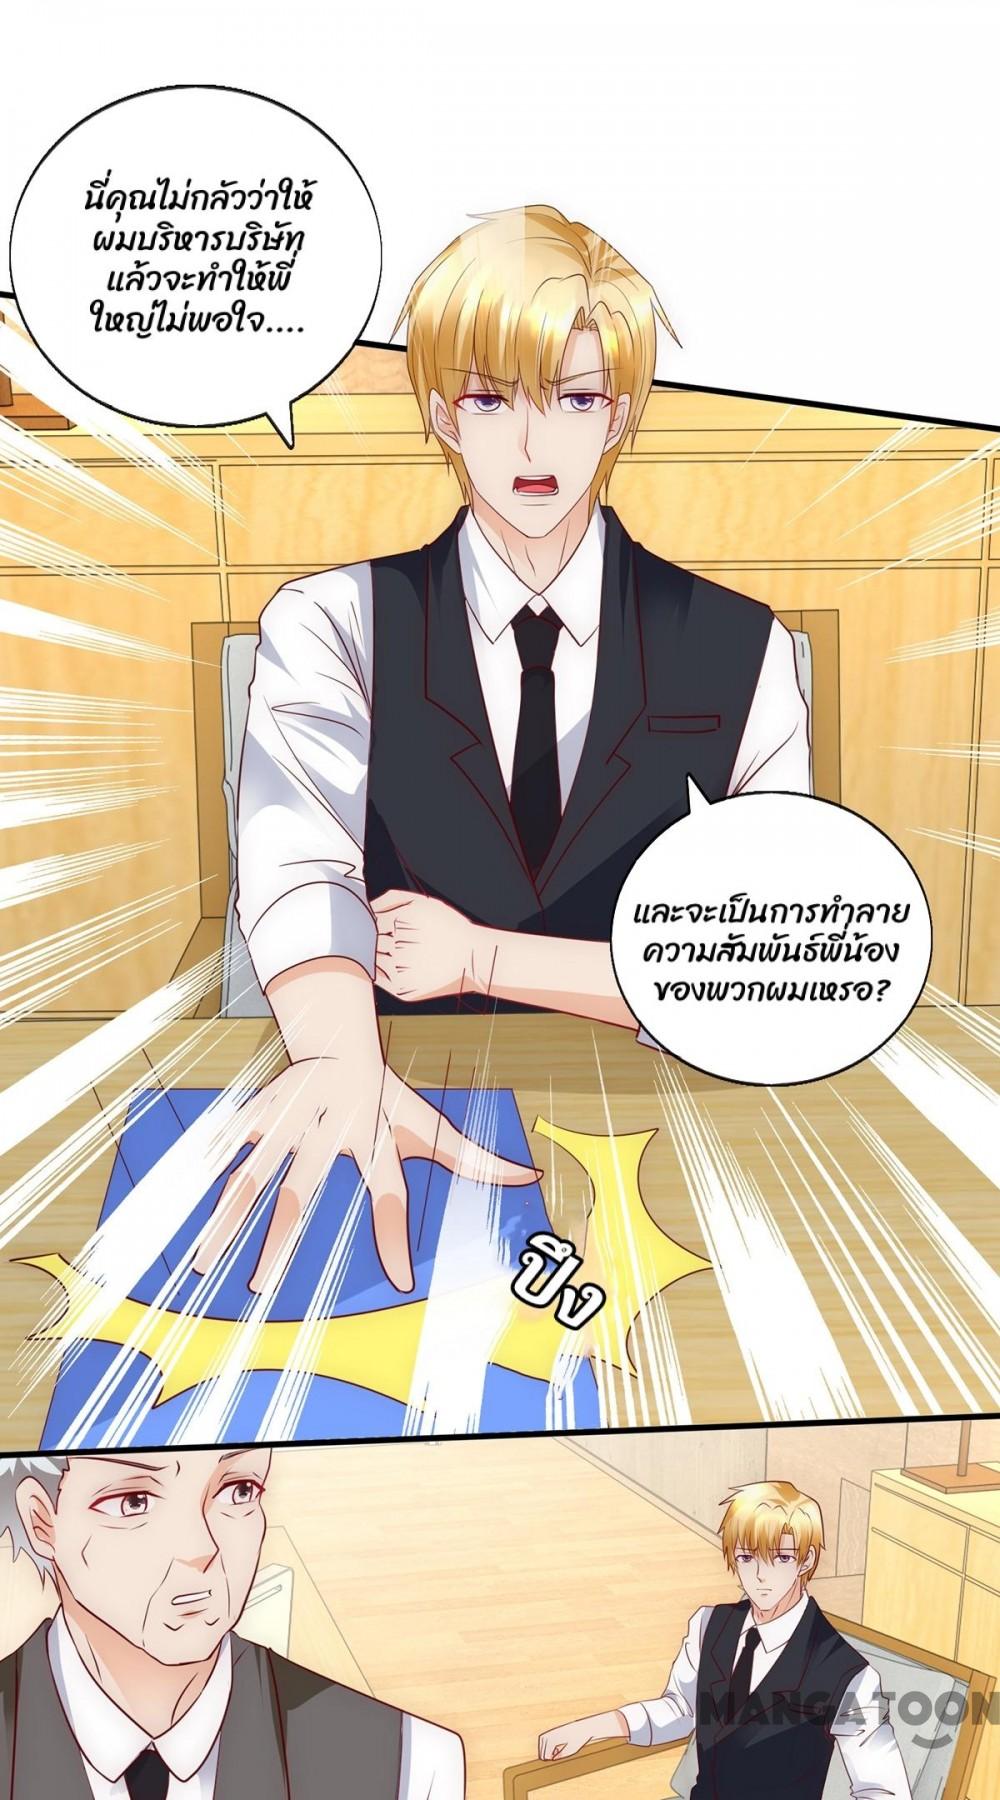 นี่คุณไม่กลัวว่าให้
ผมบริหารบริษัท
แล้วจะทำให้พี่
ใหญ่ไม่พอใจ....
และจะเป็นการทำลาย
ความสัมพันธ์พี่น้อง
ของพวกผมเหรอ?
ปึง
MANGATOON